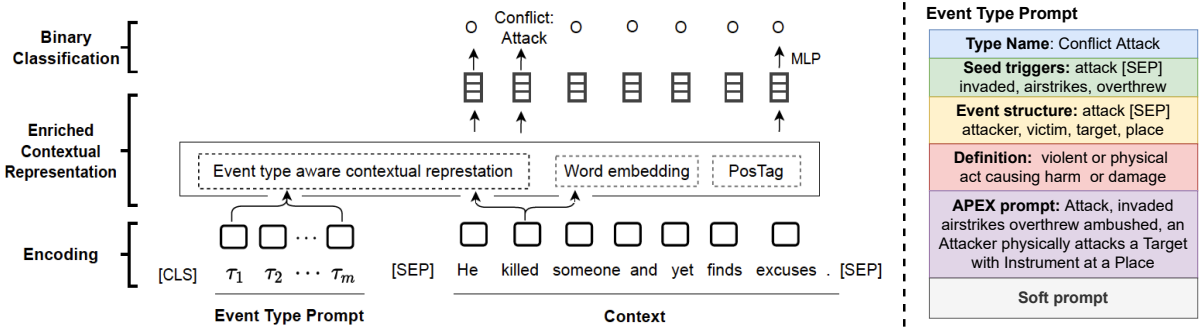 Binary
Classification
Enriched
Contextual
Representation
Encoding
O
Conflict:
Attack
O
O
O
O
O
MLP
Event type aware contextual represtation
Word embedding
PosTag
[CLS]
τ1 τ2 ··· τm
[SEP] He killed someone and yet finds excuses . [SEP]
Event Type Prompt
Context
Event Type Prompt
Type Name: Conflict Attack
Seed triggers: attack [SEP]
invaded, airstrikes, overthrew
Event structure: attack [SEP]
attacker, victim, target, place
Definition: violent or physical
act causing harm or damage
APEX prompt: Attack, invaded
airstrikes overthrew ambushed, an
Attacker physically attacks a Target
with Instrument at a Place
Soft prompt